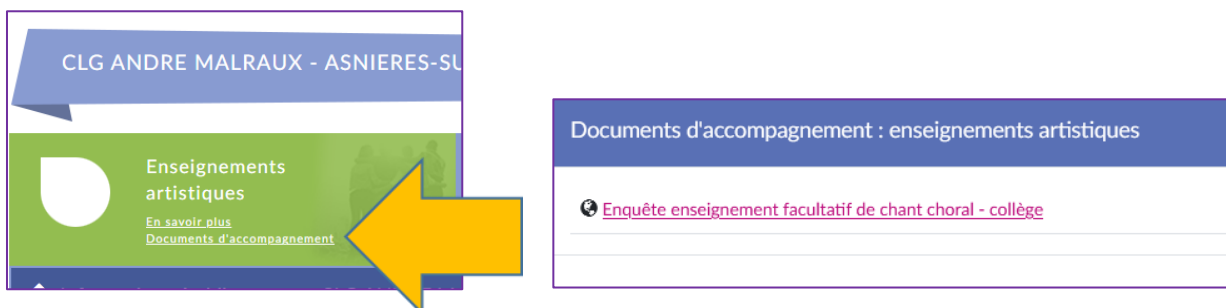 CLG ANDRE MALRAUX - ASNIERES-SU
Enseignements
artistiques
En savoir plus
Documents d'accompagnement
Documents d'accompagnement : enseignements artistiques
Enquête enseignement facultatif de chant choral - collège